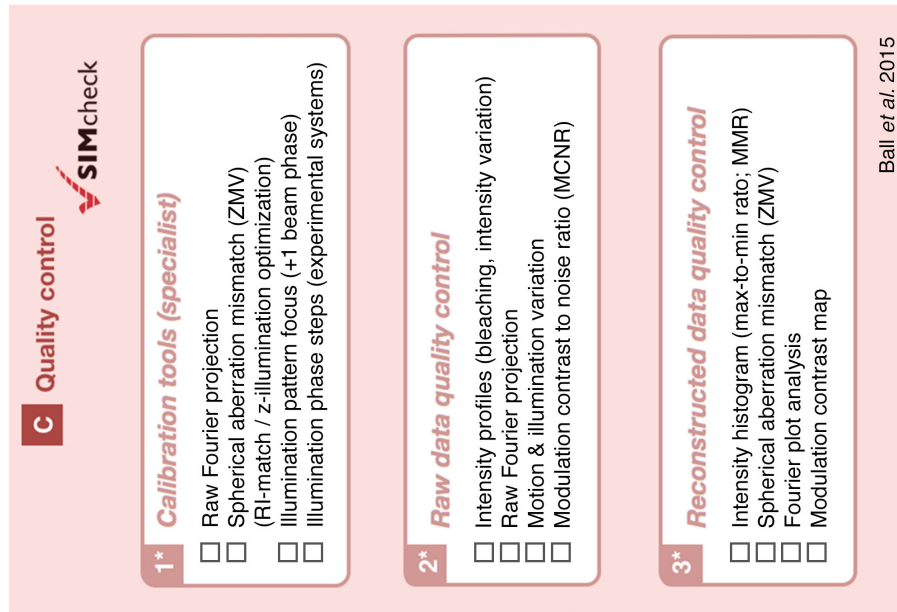 C Quality control
SIMcheck
1* Calibration tools (specialist)
Raw Fourier projection
Spherical aberration mismatch (ZMV)
(RI-match / z-illumination optimization)
Illumination pattern focus (+1 beam phase)
Illumination phase steps (experimental systems)
2* Raw data quality control
Intensity profiles (bleaching, intensity variation)
Raw Fourier projection
Motion & illumination variation
Modulation contrast to noise ratio (MCNR)
3* Reconstructed data quality control
Intensity histogram (max-to-min rato; MMR)
Spherical aberration mismatch (ZMV)
Fourier plot analysis
Modulation contrast map
Ball et al. 2015